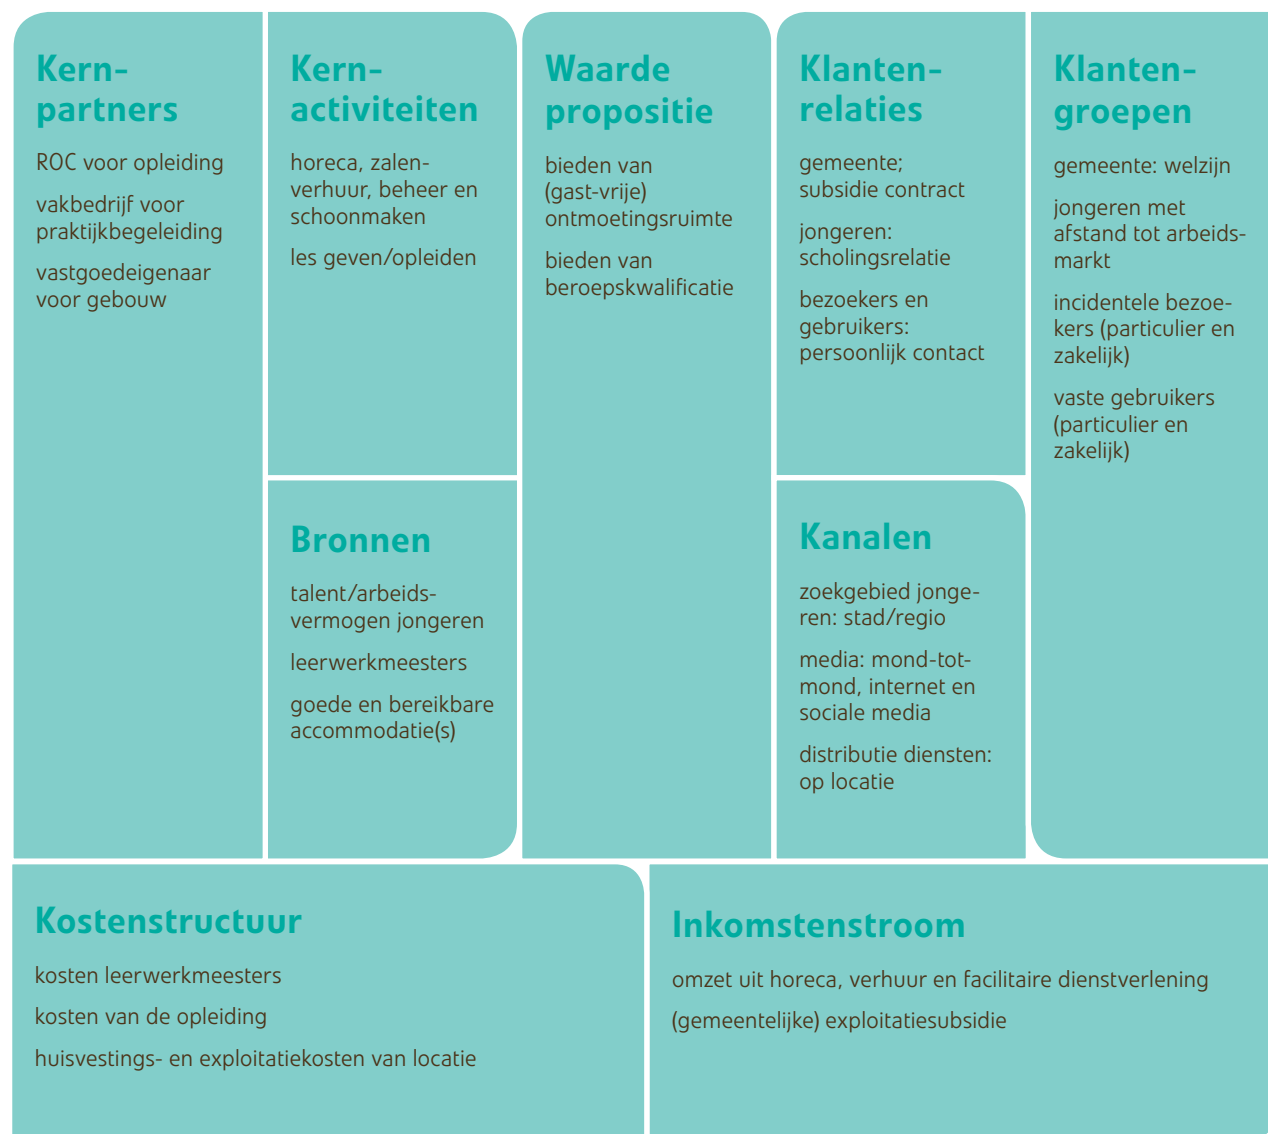 Kern-
partners
ROC voor opleiding
vakbedrijf voor
praktijkbegeleiding
vastgoedeigenaar
voor gebouw
Kern-
activiteiten
horeca, zalen-
verhuur, beheer en
schoonmaken
les geven/opleiden
Bronnen
talent/arbeids-
vermogen jongeren
leerwerkmeesters
goede en bereikbare
accommodatie(s)
Waarde
propositie
bieden van
(gast-vrije)
ontmoetingsruimte
bieden van
beroepskwalificatie
Klanten-
relaties
gemeente;
subsidie contract
jongeren:
scholingsrelatie
bezoekers en
gebruikers:
persoonlijk contact
Kanalen
zoekgebied jonge-
ren: stad/regio
media: mond-tot-
mond, internet en
sociale media
distributie diensten:
op locatie
Klanten-
groepen
gemeente: welzijn
jongeren met
afstand tot arbeids-
markt
incidentele bezoe-
kers (particulier en
zakelijk)
vaste gebruikers
(particulier en
zakelijk)
Kostenstructuur
kosten leerwerkmeesters
kosten van de opleiding
huisvestings- en exploitatiekosten van locatie
Inkomstenstroom
omzet uit horeca, verhuur en facilitaire dienstverlening
(gemeentelijke) exploitatiesubsidie